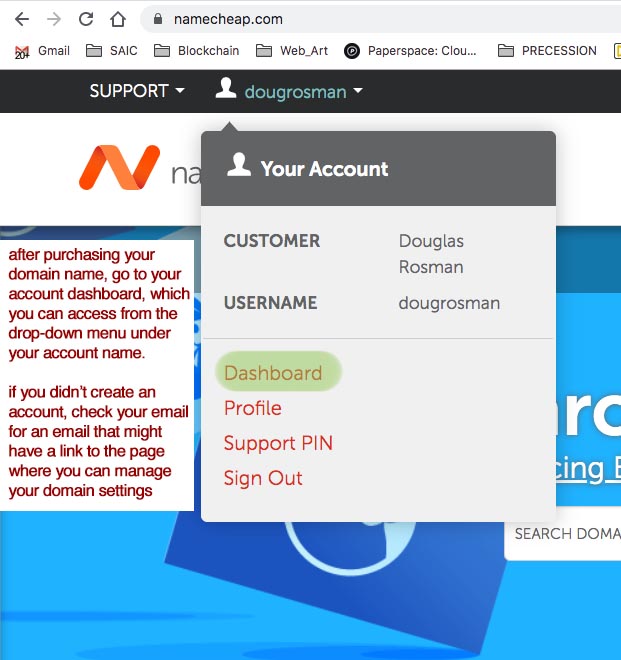 namecheap.com
20+ Gmail SAIC Blockchain Web_Art Paperspace: Clou... PRECESSION
SUPPORT dougrosman
na
Your Account
CUSTOMER Douglas
Rosman
USERNAME dougrosman
Dashboard
Profile
Support PIN
Sign Out
after purchasing your
domain name, go to your
account dashboard, which
you can access from the
drop-down menu under
your account name.
if you didn't create an
account, check your email
for an email that might
have a link to the page
where you can manage
your domain settings
SEARCH DOMA